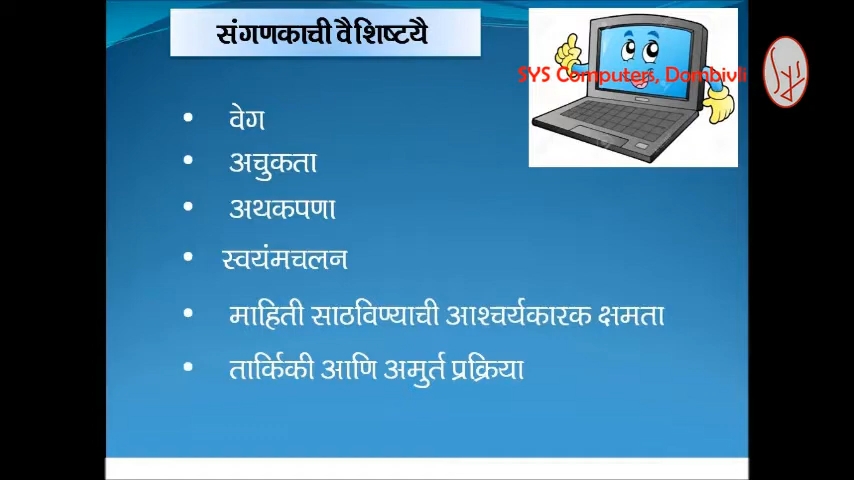 संगणकाची वैशिष्टयै
SYS Computers, Dombivli
Sys
वेग
अचुकता
अथकपणा
स्वयंमचलन
माहिती साठविण्याची आश्चर्यकारक क्षमता
तार्किकी आणि अमुर्त प्रक्रिया